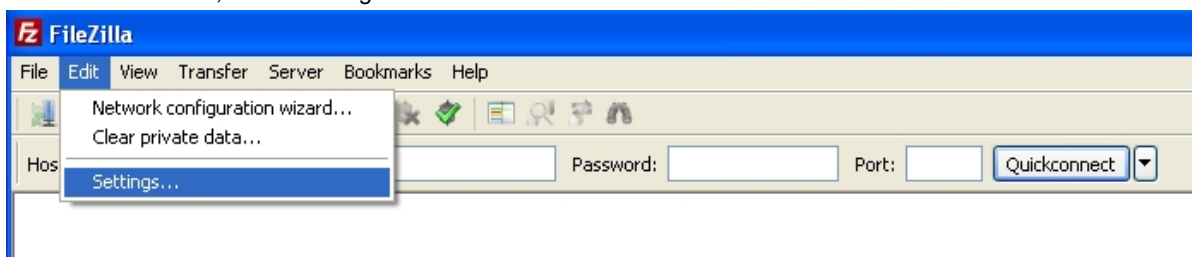 FileZilla
File Edit View Transfer Server Bookmarks Help
Network configuration wizard...
Clear private data...
Hos Password: Port: Quickconnect
Settings...